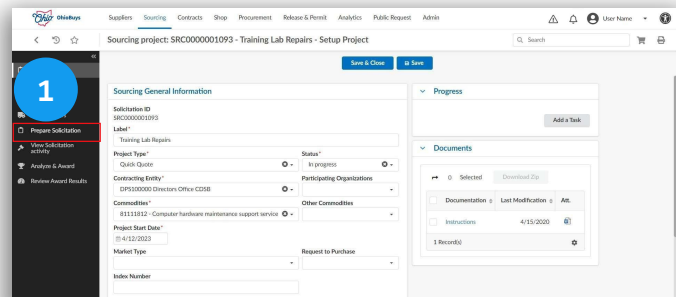 Ohio OhioBuys Suppliers Sourcing Contracts Shop Procurement Release & Permit Analytics Public Request Admin User Name
Sourcing project: SRC0000001093 - Training Lab Repairs - Setup Project Search
Save & Close Save
1
Prepare Solicitation
View Solicitation activity
Analyze & Award
Review Award Results
Sourcing General Information
Solicitation ID
SRC0000001093
Label*
Training Lab Repairs
Project Type* Status*
Quick Quote In progress
Contracting Entity* Participating Organizations
DPS100000 Directors Office CDSB
Commodities* Other Commodities
81111812 - Computer hardware maintenance support service
Project Start Date*
4/12/2023
Market Type Request to Purchase
Index Number
Progress
Add a Task
Documents
0 Selected Download Zip
Documentation Last Modification Att.
Instructions 4/15/2020
1 Record(s)